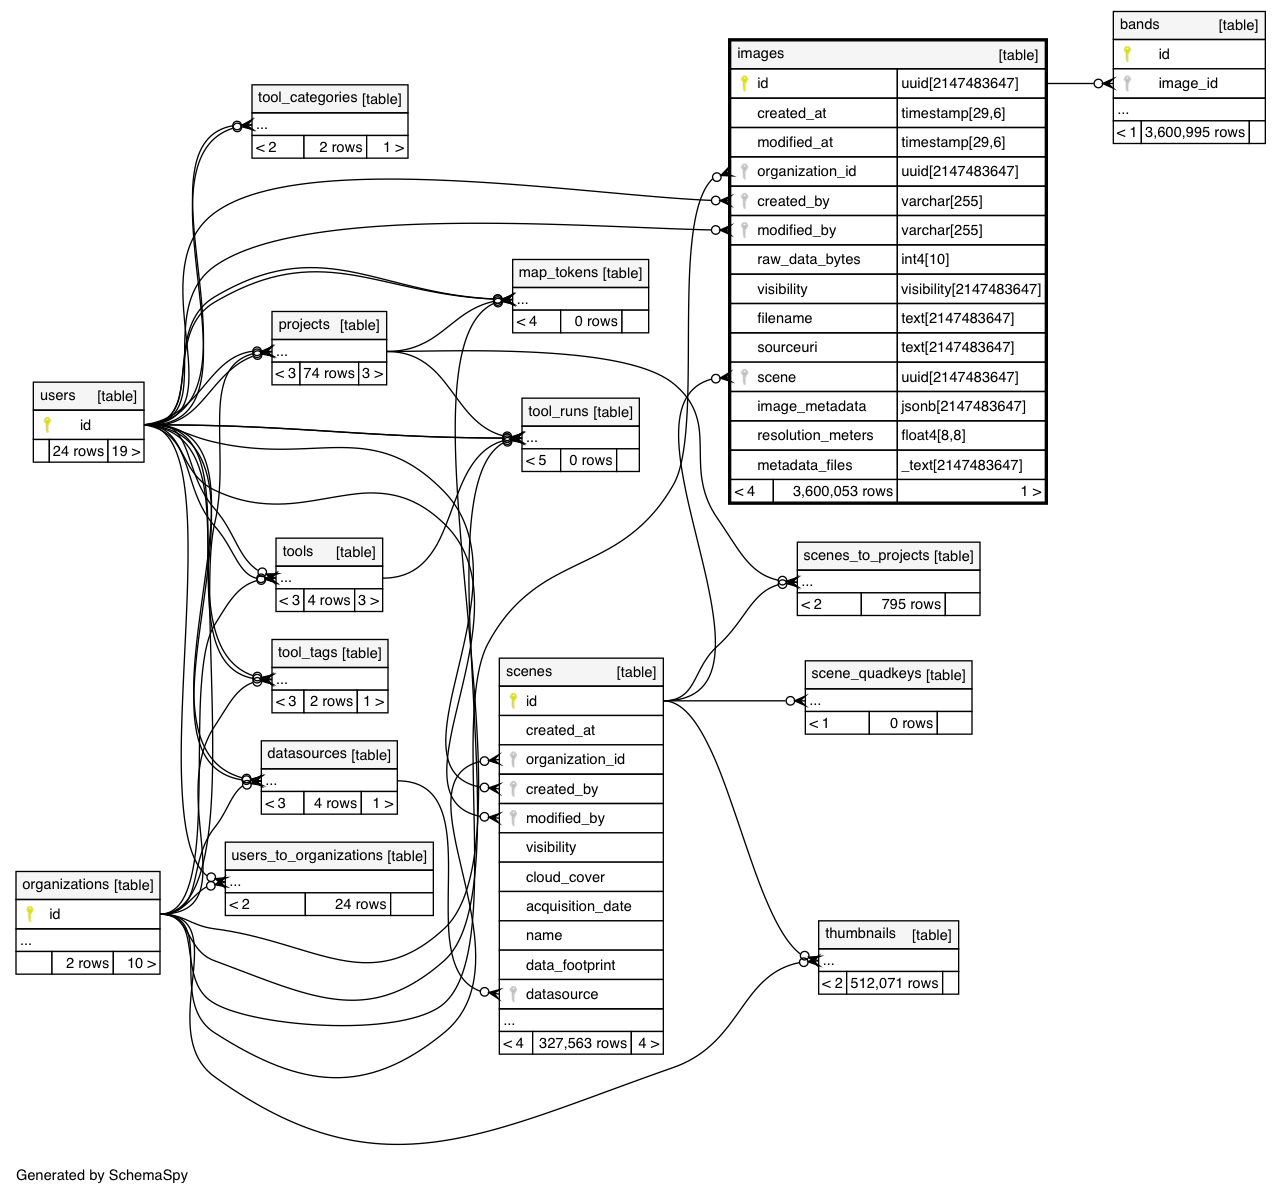 bands [table]
id
image_id
...
< 1 3,600,995 rows
images [table]
id uuid[2147483647]
created_at timestamp[29,6]
modified_at timestamp[29,6]
organization_id uuid[2147483647]
created_by varchar[255]
modified_by varchar[255]
raw_data_bytes int4[10]
visibility visibility[2147483647]
filename text[2147483647]
sourceuri text[2147483647]
scene uuid[2147483647]
image_metadata jsonb[2147483647]
resolution_meters float4[8,8]
metadata_files _text[2147483647]
< 4 3,600,053 rows 1 >
tool_categories [table]
...
< 2 2 rows 1 >
map_tokens [table]
...
< 4 0 rows
projects [table]
...
< 3 74 rows 3 >
users [table]
id
24 rows 19 >
tool_runs [table]
...
< 5 0 rows
tools [table]
...
< 3 4 rows 3 >
scenes_to_projects [table]
...
< 2 795 rows
tool_tags [table]
...
< 3 2 rows 1 >
scenes [table]
id
created_at
organization_id
created_by
modified_by
visibility
cloud_cover
acquisition_date
name
data_footprint
datasource
...
< 4 327,563 rows 4 >
scene_quadkeys [table]
...
< 1 0 rows
datasources [table]
...
< 3 4 rows 1 >
users_to_organizations [table]
...
< 2 24 rows
organizations [table]
id
...
2 rows 10 >
thumbnails [table]
...
< 2 512,071 rows
Generated by SchemaSpy